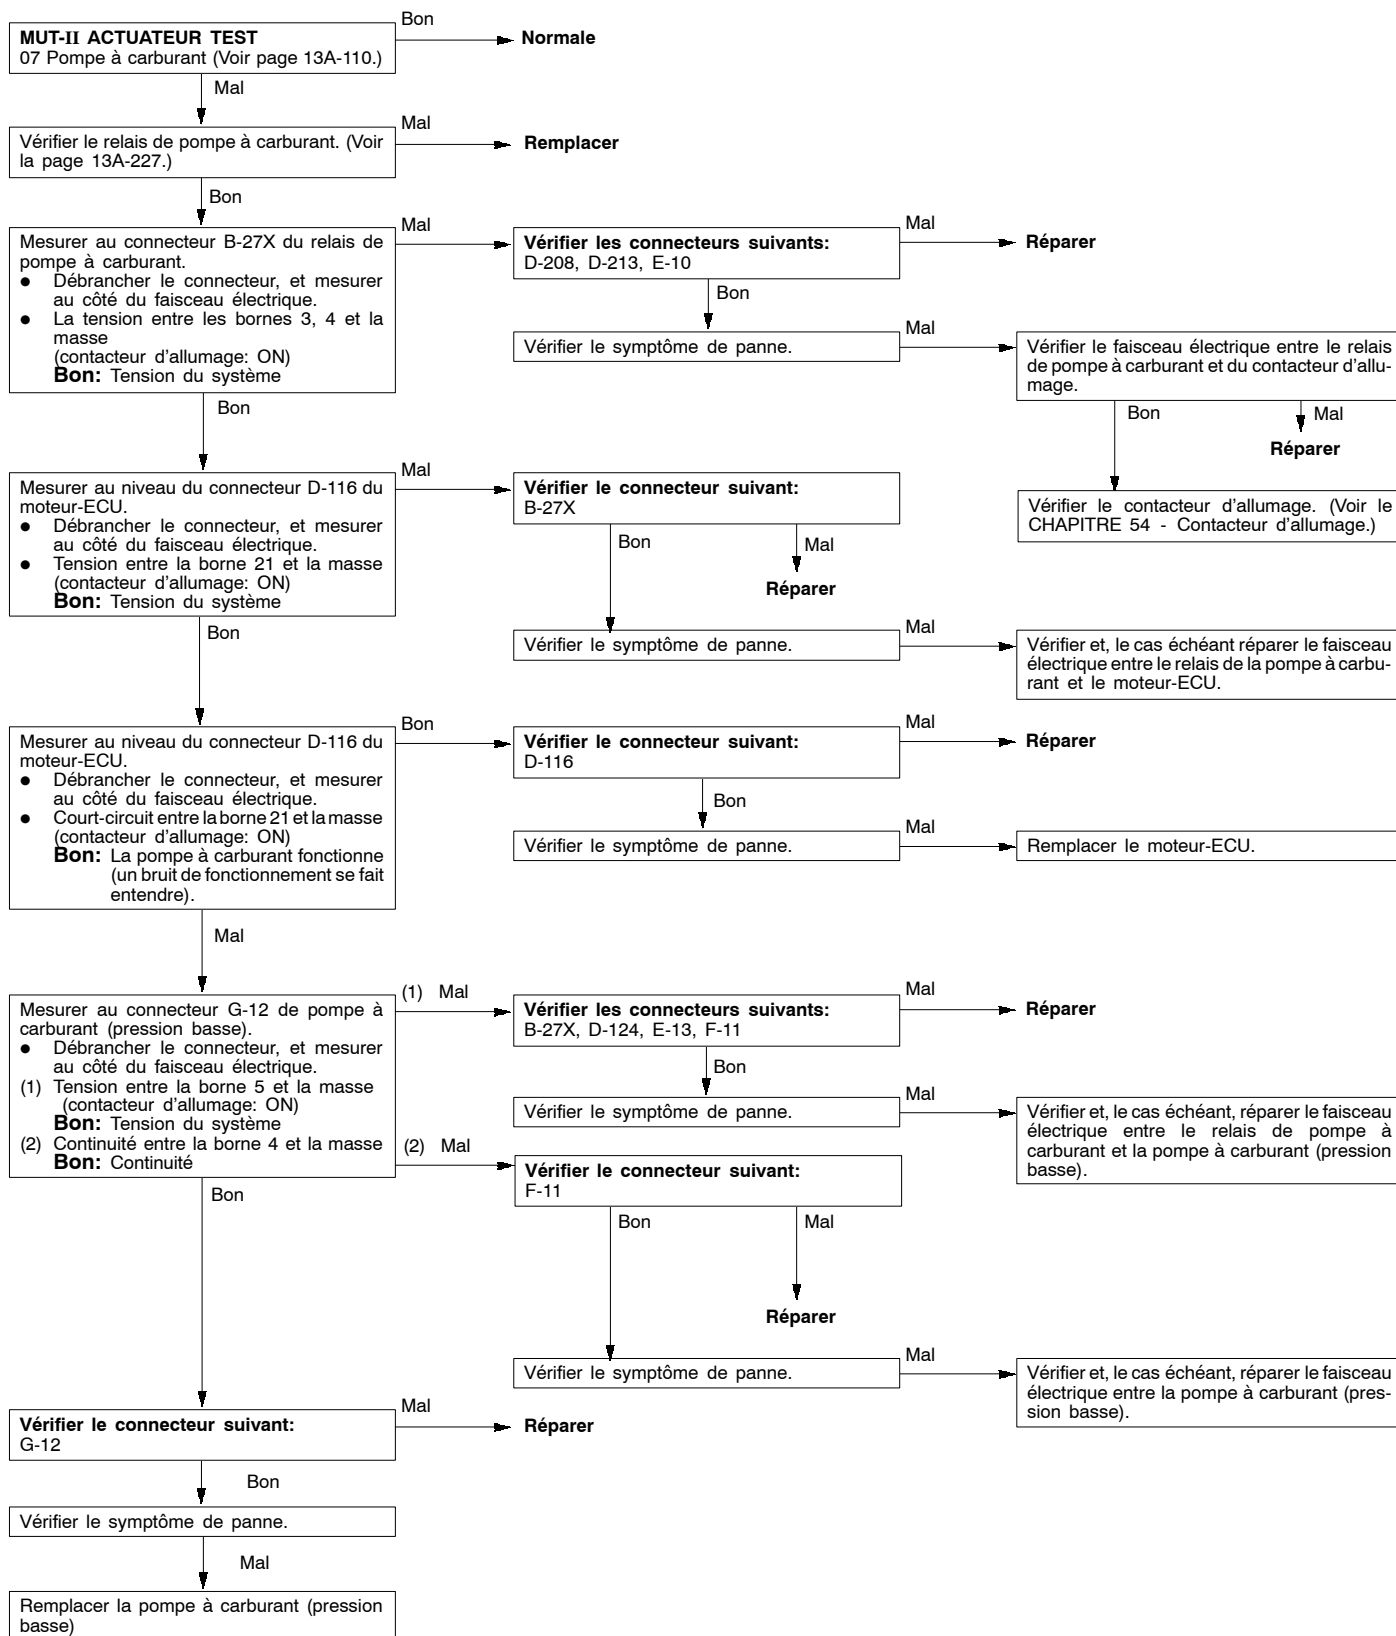 MUT-II ACTUATEUR TEST
07 Pompe à carburant (Voir page 13A-110.)
Bon
Normale
Mal
Vérifier le relais de pompe à carburant. (Voir
la page 13A-227.)
Mal
Remplacer
Bon
Mesurer au connecteur B-27X du relais de
pompe à carburant.
● Débrancher le connecteur, et mesurer
au côté du faisceau électrique.
● La tension entre les bornes 3, 4 et la
masse
(contacteur d'allumage: ON)
Bon: Tension du système
Mal
Vérifier les connecteurs suivants:
D-208, D-213, E-10
Mal
Réparer
Bon
Vérifier le symptôme de panne.
Mal
Vérifier le faisceau électrique entre le relais
de pompe à carburant et du contacteur d'allu-
mage.
Bon
Mal
Réparer
Vérifier le contacteur d'allumage. (Voir le
CHAPITRE 54 - Contacteur d'allumage.)
Bon
Mesurer au niveau du connecteur D-116 du
moteur-ECU.
● Débrancher le connecteur, et mesurer
au côté du faisceau électrique.
● Tension entre la borne 21 et la masse
(contacteur d'allumage: ON)
Bon: Tension du système
Mal
Vérifier le connecteur suivant:
B-27X
Bon
Mal
Réparer
Vérifier le symptôme de panne.
Mal
Vérifier et, le cas échéant réparer le faisceau
électrique entre le relais de la pompe à carbu-
rant et le moteur-ECU.
Bon
Mesurer au niveau du connecteur D-116 du
moteur-ECU.
● Débrancher le connecteur, et mesurer
au côté du faisceau électrique.
● Court-circuit entre la borne 21 et la masse
(contacteur d'allumage: ON)
Bon: La pompe à carburant fonctionne
(un bruit de fonctionnement se fait
entendre).
Bon
Vérifier le connecteur suivant:
D-116
Mal
Réparer
Bon
Vérifier le symptôme de panne.
Mal
Remplacer le moteur-ECU.
Mal
Mesurer au connecteur G-12 de pompe à
carburant (pression basse).
● Débrancher le connecteur, et mesurer
au côté du faisceau électrique.
(1) Tension entre la borne 5 et la masse
(contacteur d'allumage: ON)
Bon: Tension du système
(2) Continuité entre la borne 4 et la masse
Bon: Continuité
(1) Mal
Vérifier les connecteurs suivants:
B-27X, D-124, E-13, F-11
Mal
Réparer
Bon
Vérifier le symptôme de panne.
Mal
Vérifier et, le cas échéant, réparer le faisceau
électrique entre le relais de pompe à
carburant et la pompe à carburant (pression
basse).
(2) Mal
Vérifier le connecteur suivant:
F-11
Bon
Mal
Réparer
Vérifier le symptôme de panne.
Mal
Vérifier et, le cas échéant, réparer le faisceau
électrique entre la pompe à carburant (pres-
sion basse).
Bon
Vérifier le connecteur suivant:
G-12
Mal
Réparer
Bon
Vérifier le symptôme de panne.
Mal
Remplacer la pompe à carburant (pression
basse)